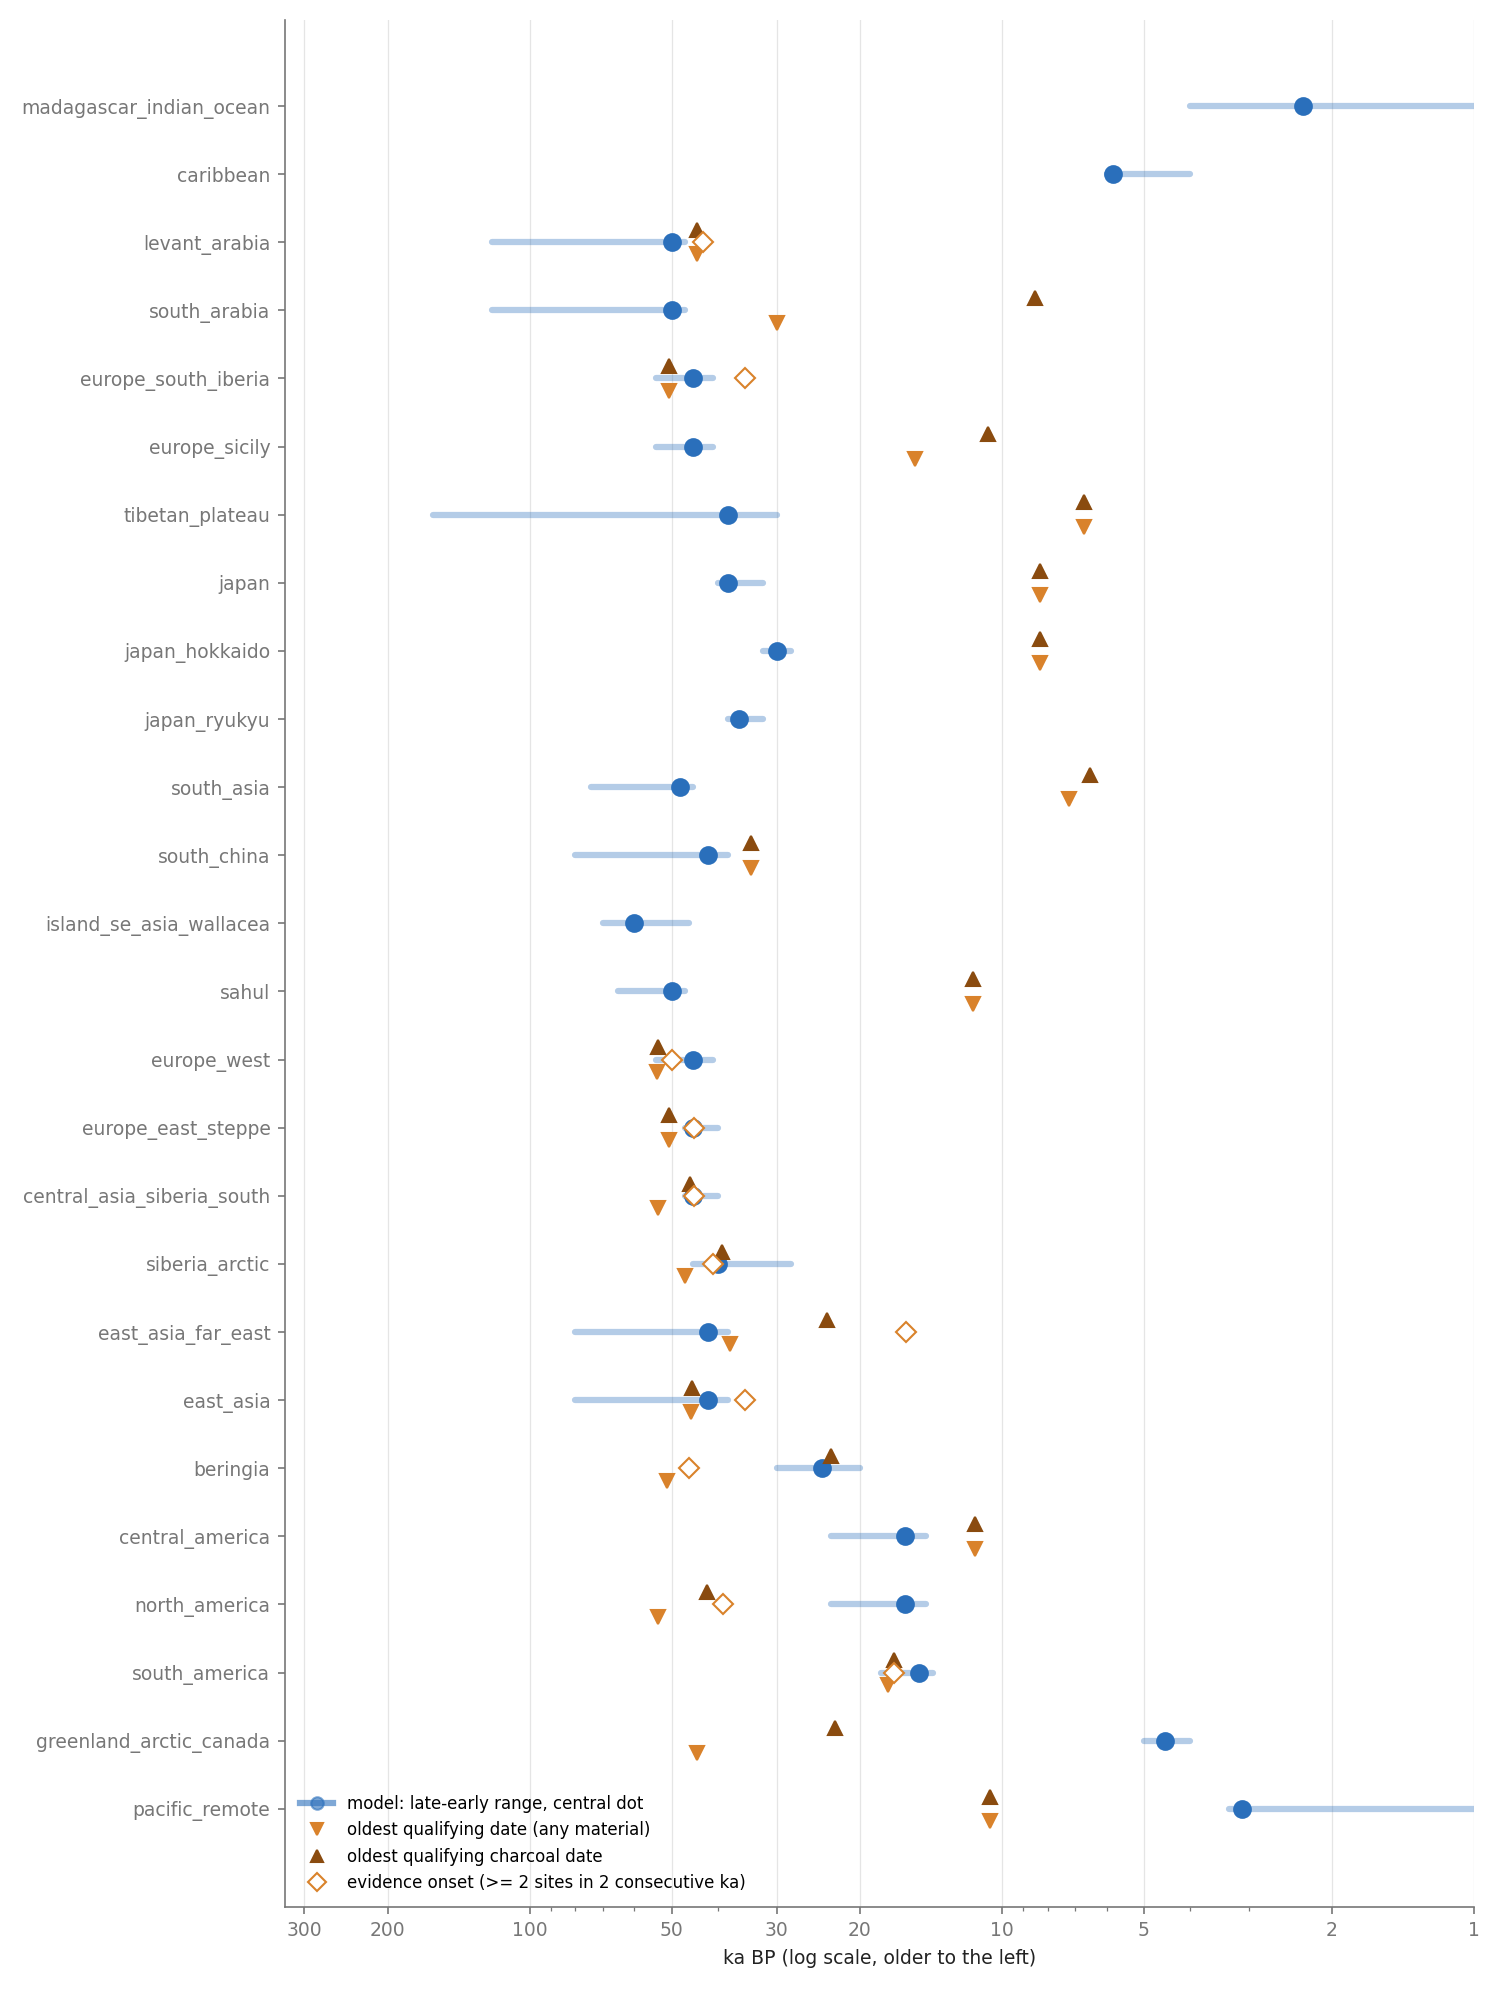 madagascar_indian_ocean
caribbean
levant_arabia
south_arabia
europe_south_iberia
europe_sicily
tibetan_plateau
japan
japan_hokkaido
japan_ryukyu
south_asia
south_china
island_se_asia_wallacea
sahul
europe_west
europe_east_steppe
central_asia_siberia_south
siberia_arctic
east_asia_far_east
east_asia
beringia
central_america
north_america
south_america
greenland_arctic_canada
pacific_remote
model: late-early range, central dot
oldest qualifying date (any material)
oldest qualifying charcoal date
evidence onset (>= 2 sites in 2 consecutive ka)
300 200 100 50 30 20 10 5 2 1
ka BP (log scale, older to the left)